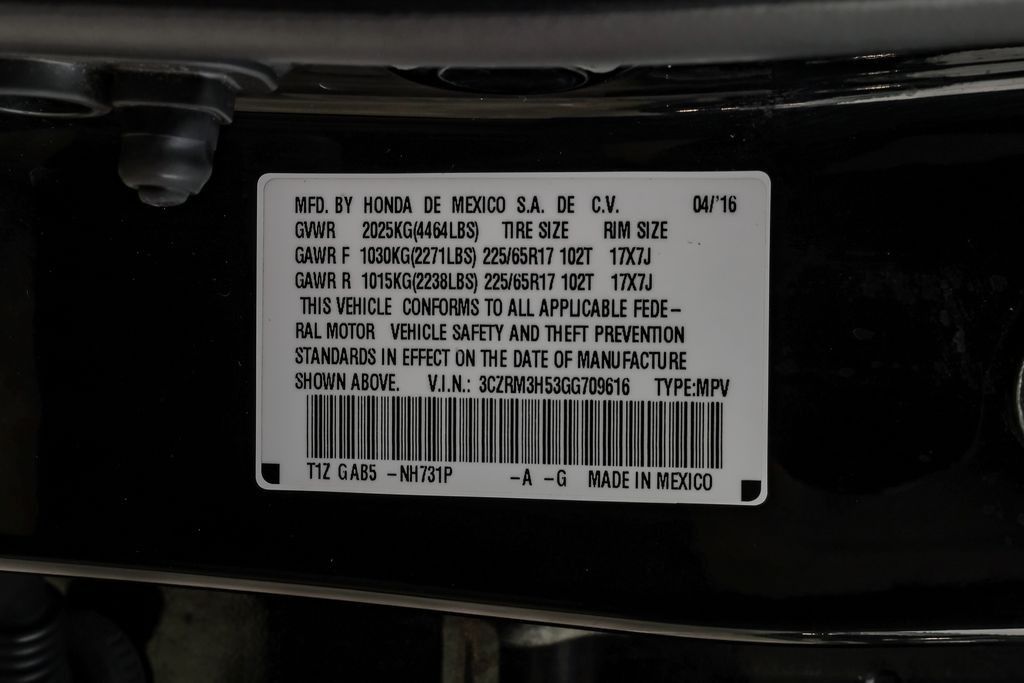 MFD. BY HONDA DE MEXICO S.A. DE C.V. 04/'16
GVWR 2025KG(4464LBS) TIRE SIZE RIM SIZE
GAWR F 1030KG(2271LBS) 225/65R17 102T 17X7J
GAWR R 1015KG(2238LBS) 225/65R17 102T 17X7J
THIS VEHICLE CONFORMS TO ALL APPLICABLE FEDE-
RAL MOTOR VEHICLE SAFETY AND THEFT PREVENTION
STANDARDS IN EFFECT ON THE DATE OF MANUFACTURE
SHOWN ABOVE. V.I.N.: 3CZRM3H53GG709616 TYPE:MPV
T1Z GAB5 -NH731P -A -G MADE IN MEXICO